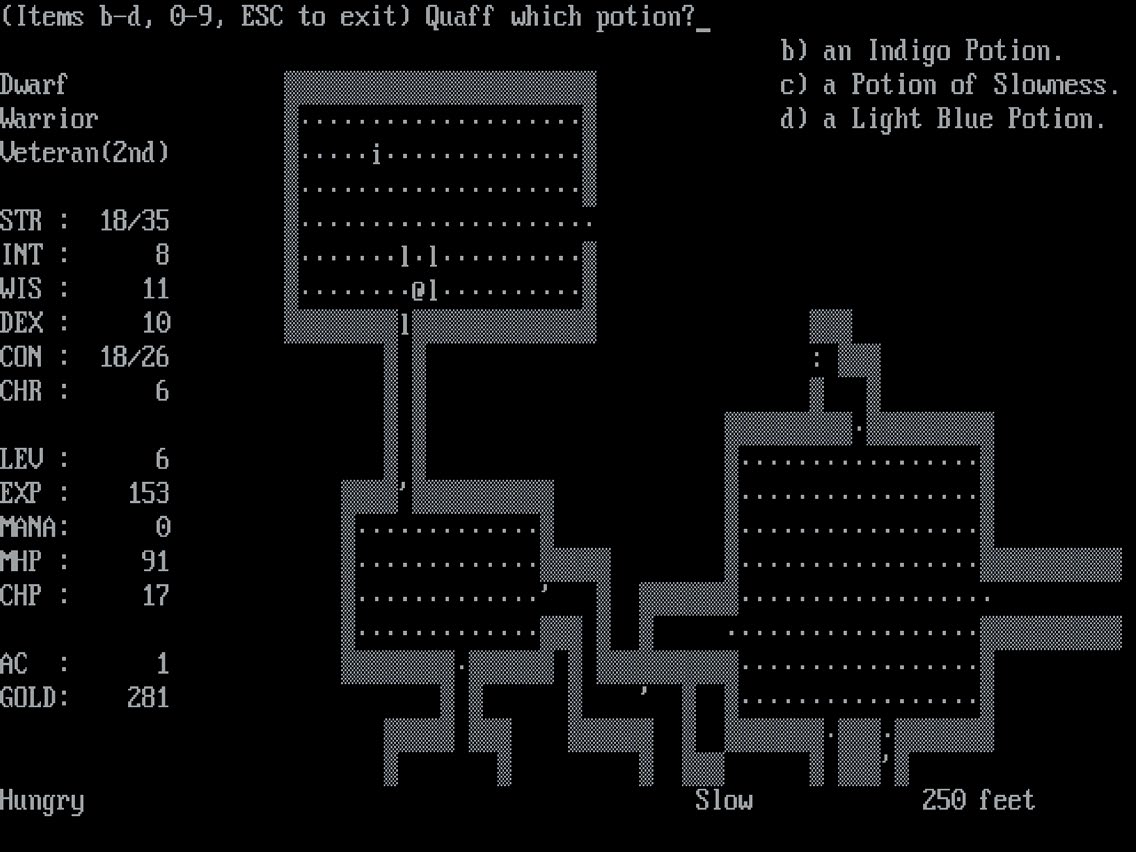 (Items b-d, 0-9, ESC to exit) Quaff which potion?_
b) an Indigo Potion.
c) a Potion of Slowness.
d) a Light Blue Potion.
Dwarf
Warrior
Veteran(2nd)
STR : 18/35
INT : 8
WIS : 11
DEX : 10
CON : 18/26
CHR : 6
LEV : 6
EXP : 153
MANA: 0
MHP : 91
CHP : 17
AC : 1
GOLD: 281
.....................
.....i..............
....................
.....................
.......l.l..........
........@l..........
l
:
.
.................
.................
'
.............
.................
.............
.................
.............'
..................
.............
..................
.
.................
'
.................
. .
'
Hungry Slow 250 feet